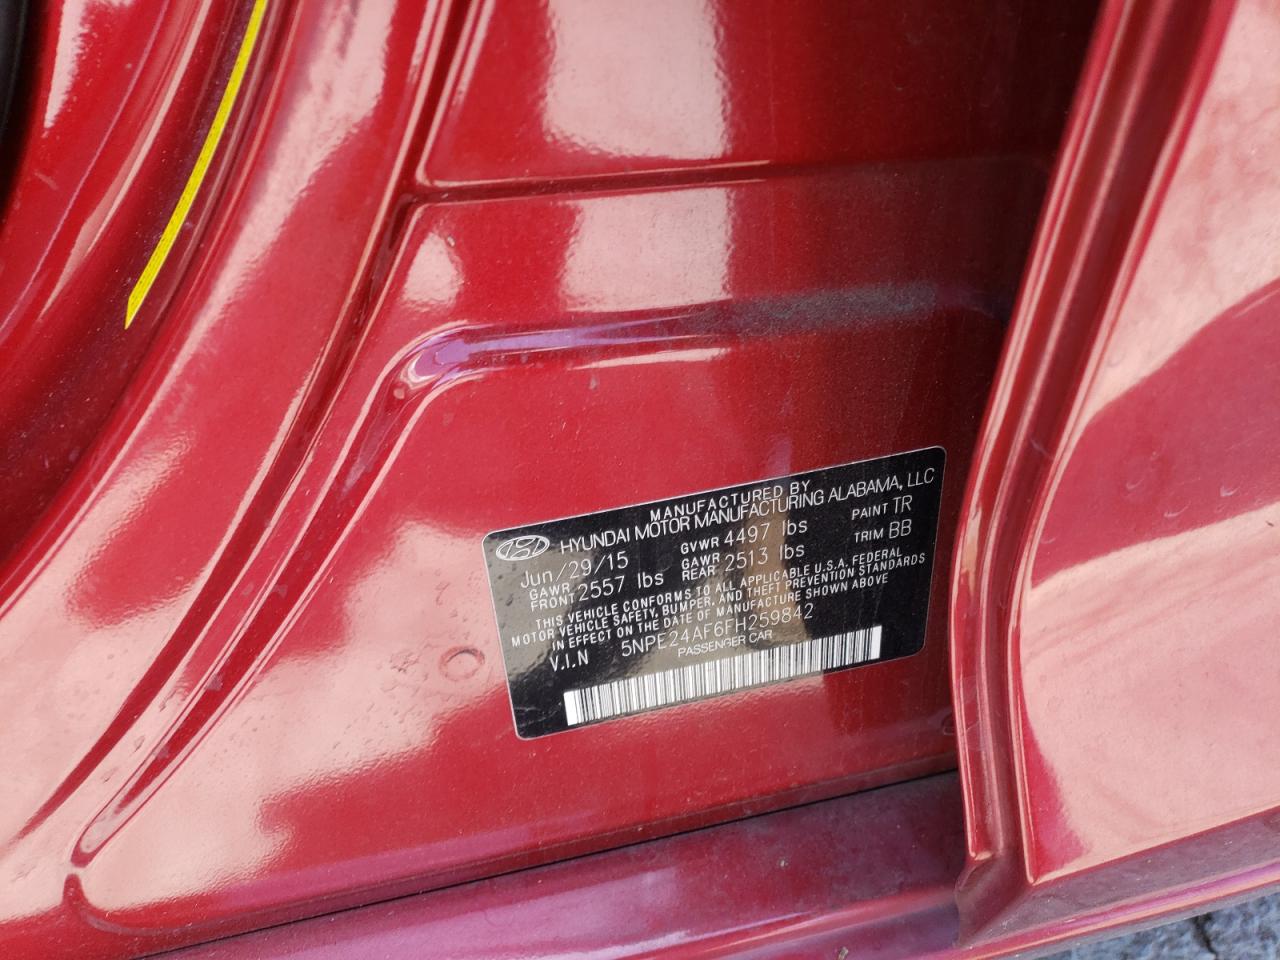 MANUFACTURED BY
HYUNDAI MOTOR MANUFACTURING ALABAMA, LLC
Jun/29/15 GVWR 4497 lbs PAINT TR
GAWR FRONT 2557 lbs GAWR REAR 2513 lbs TRIM BB
THIS VEHICLE CONFORMS TO ALL APPLICABLE U.S.A. FEDERAL
MOTOR VEHICLE SAFETY, BUMPER, AND THEFT PREVENTION STANDARDS
IN EFFECT ON THE DATE OF MANUFACTURE SHOWN ABOVE
V.I.N 5NPE24AF6FH259842
PASSENGER CAR